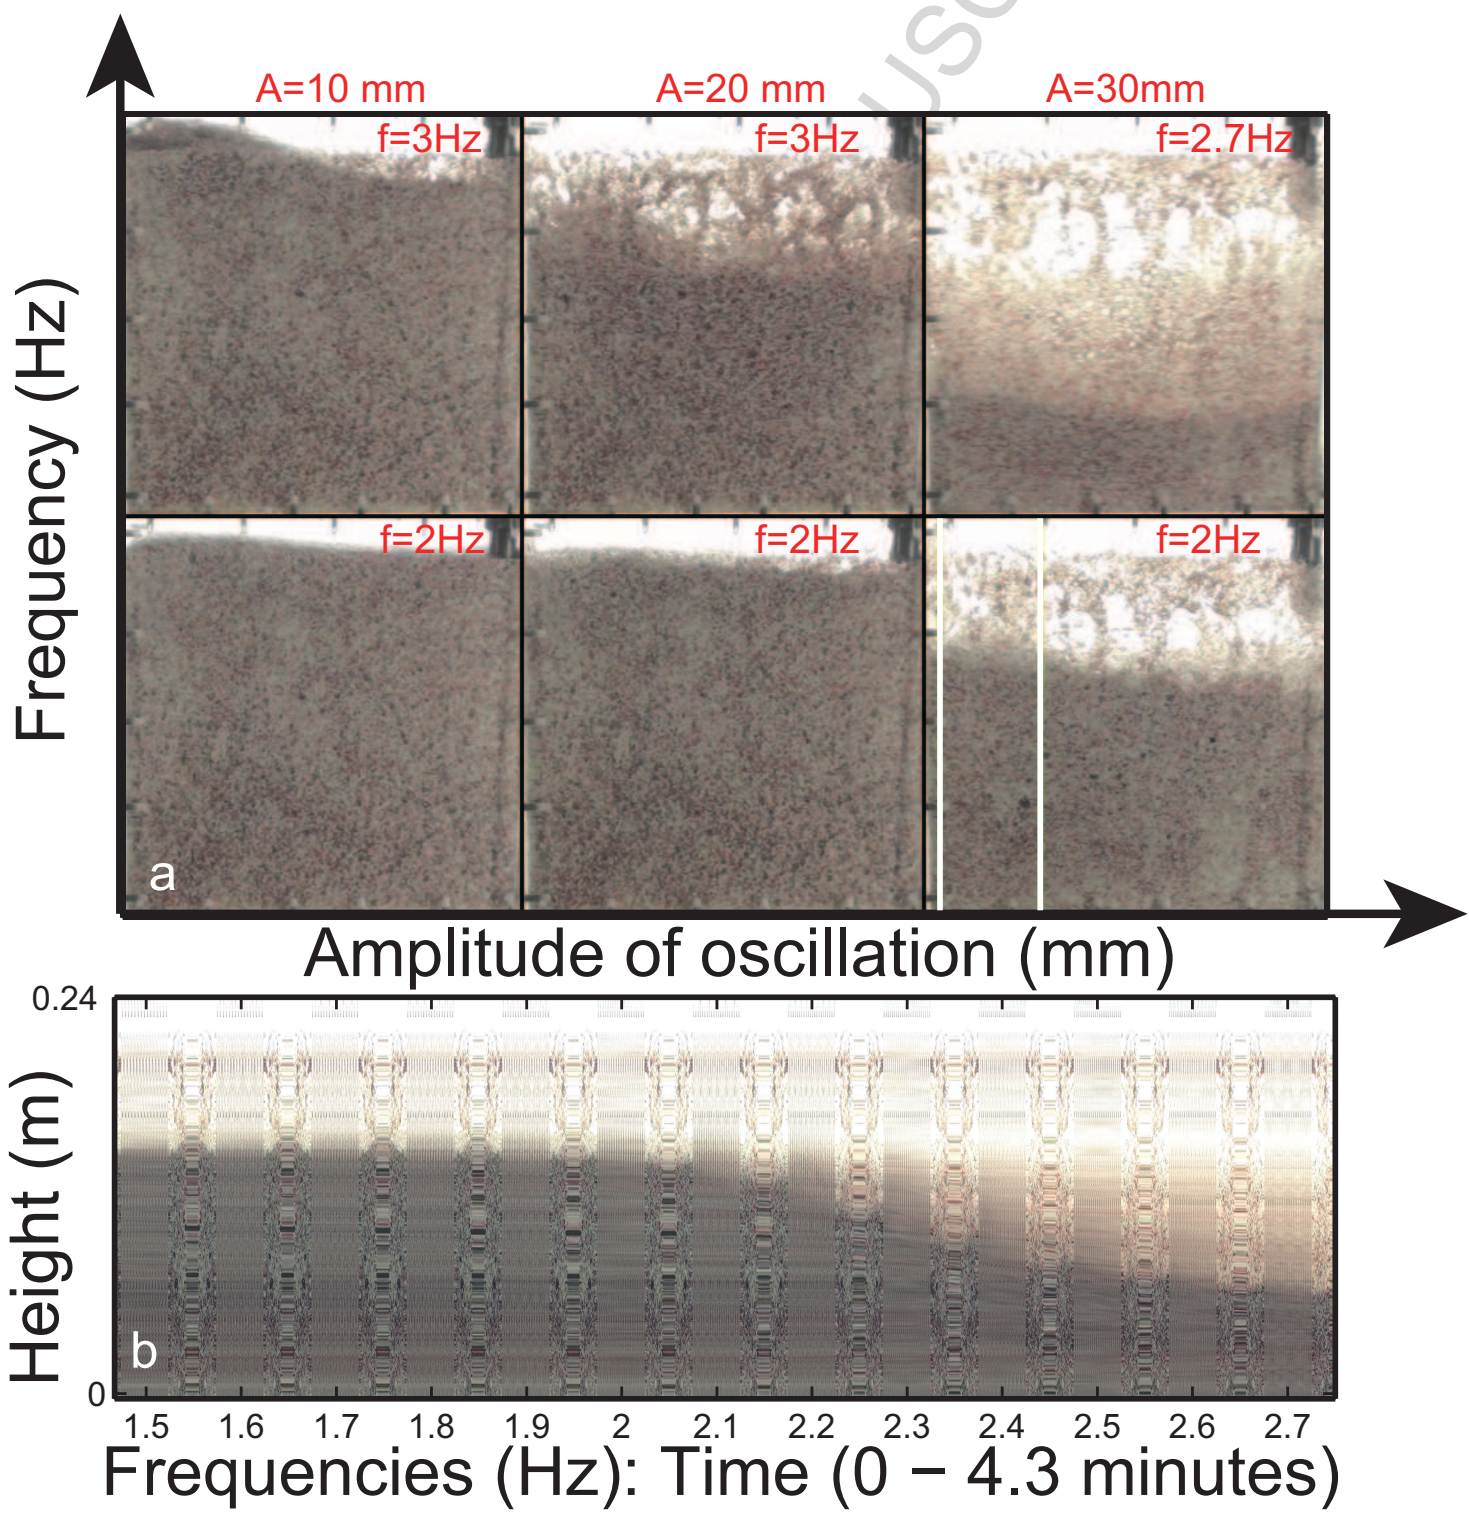 USC
A=10 mm A=20 mm A=30mm
f=3Hz f=3Hz f=2.7Hz
Frequency (Hz)
f=2Hz f=2Hz f=2Hz
a
Amplitude of oscillation (mm)
0.24
Height (m)
b
0
1.5 1.6 1.7 1.8 1.9 2 2.1 2.2 2.3 2.4 2.5 2.6 2.7
Frequencies (Hz): Time (0 − 4.3 minutes)